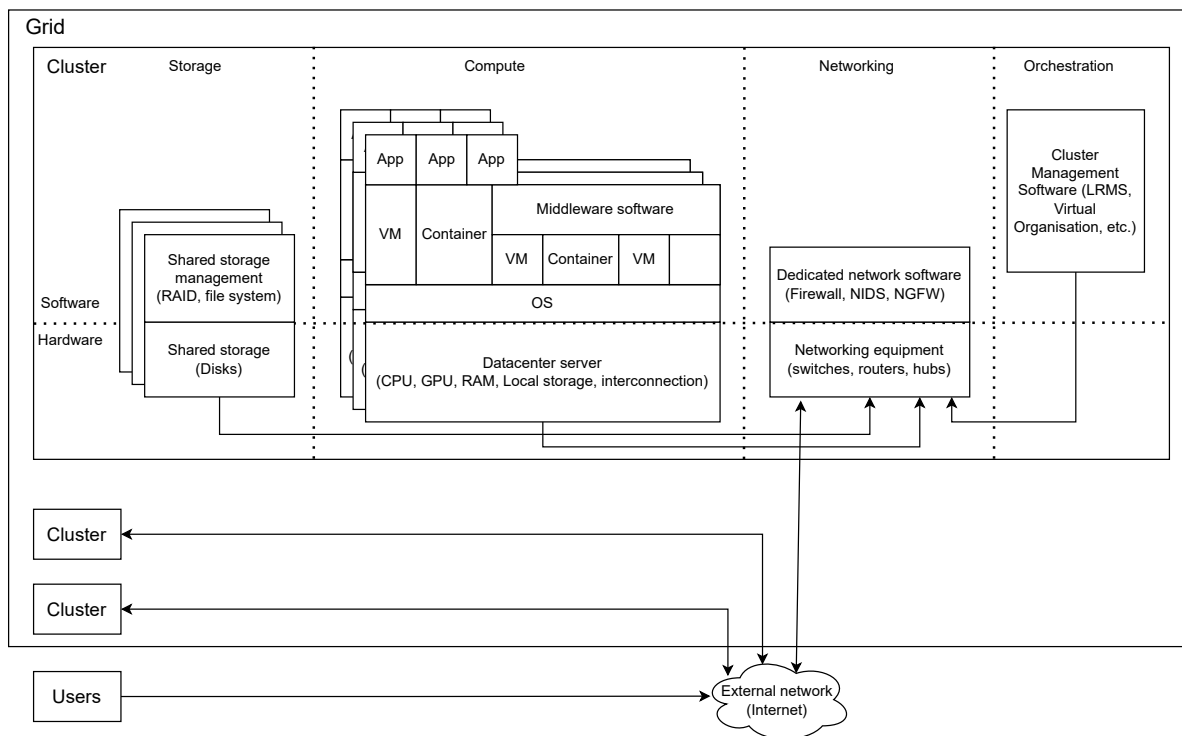 Grid
Cluster
Storage
Compute
Networking
Orchestration
App
App
App
Cluster
Management
Software (LRMS,
Virtual
Organisation, etc.)
Middleware software
VM
Container
VM
Container
VM
Shared storage
management
(RAID, file system)
Dedicated network software
(Firewall, NIDS, NGFW)
OS
Software
Hardware
Shared storage
(Disks)
(
(
Datacenter server
(CPU, GPU, RAM, Local storage, interconnection)
Networking equipment
(switches, routers, hubs)
Cluster
Cluster
Users
External network
(Internet)